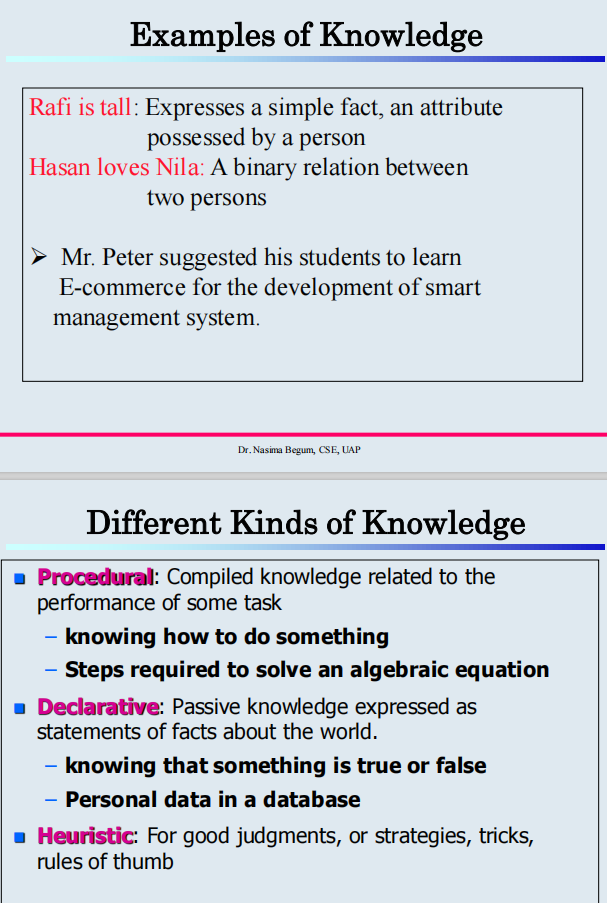 Examples of Knowledge
Rafi is tall: Expresses a simple fact, an attribute
possessed by a person
Hasan loves Nila: A binary relation between
two persons
➢ Mr. Peter suggested his students to learn
E-commerce for the development of smart
management system.
Dr. Nasima Begum, CSE, UAP
Different Kinds of Knowledge
■ Procedural: Compiled knowledge related to the
performance of some task
– knowing how to do something
– Steps required to solve an algebraic equation
■ Declarative: Passive knowledge expressed as
statements of facts about the world.
– knowing that something is true or false
– Personal data in a database
■ Heuristic: For good judgments, or strategies, tricks,
rules of thumb